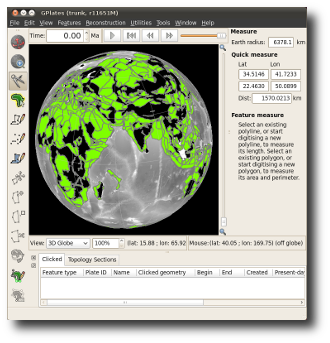 GPlates (trunk, r11651M)
File Edit View Features Reconstruction Utilities Tools Window Help
Time: 0.00 Ma
Measure
Earth radius: 6378.1 km
Quick measure
Lat Lon
34.5146 41.7233
22.4630 50.0899
Dist: 1570.0213 km
Feature measure
Select an existing
polyline, or start
digitising a new
polyline, to measure
its length. Select an
existing polygon, or
start digitising a new
polygon, to measure
its area and perimeter.
View: 3D Globe 100% (lat: 15.88 ; lon: 65.92 Mouse: (lat: 40.05 ; lon: 169.75) (off globe)
Clicked Topology Sections
Feature type Plate ID Name Clicked geometry Begin End Created Present-da